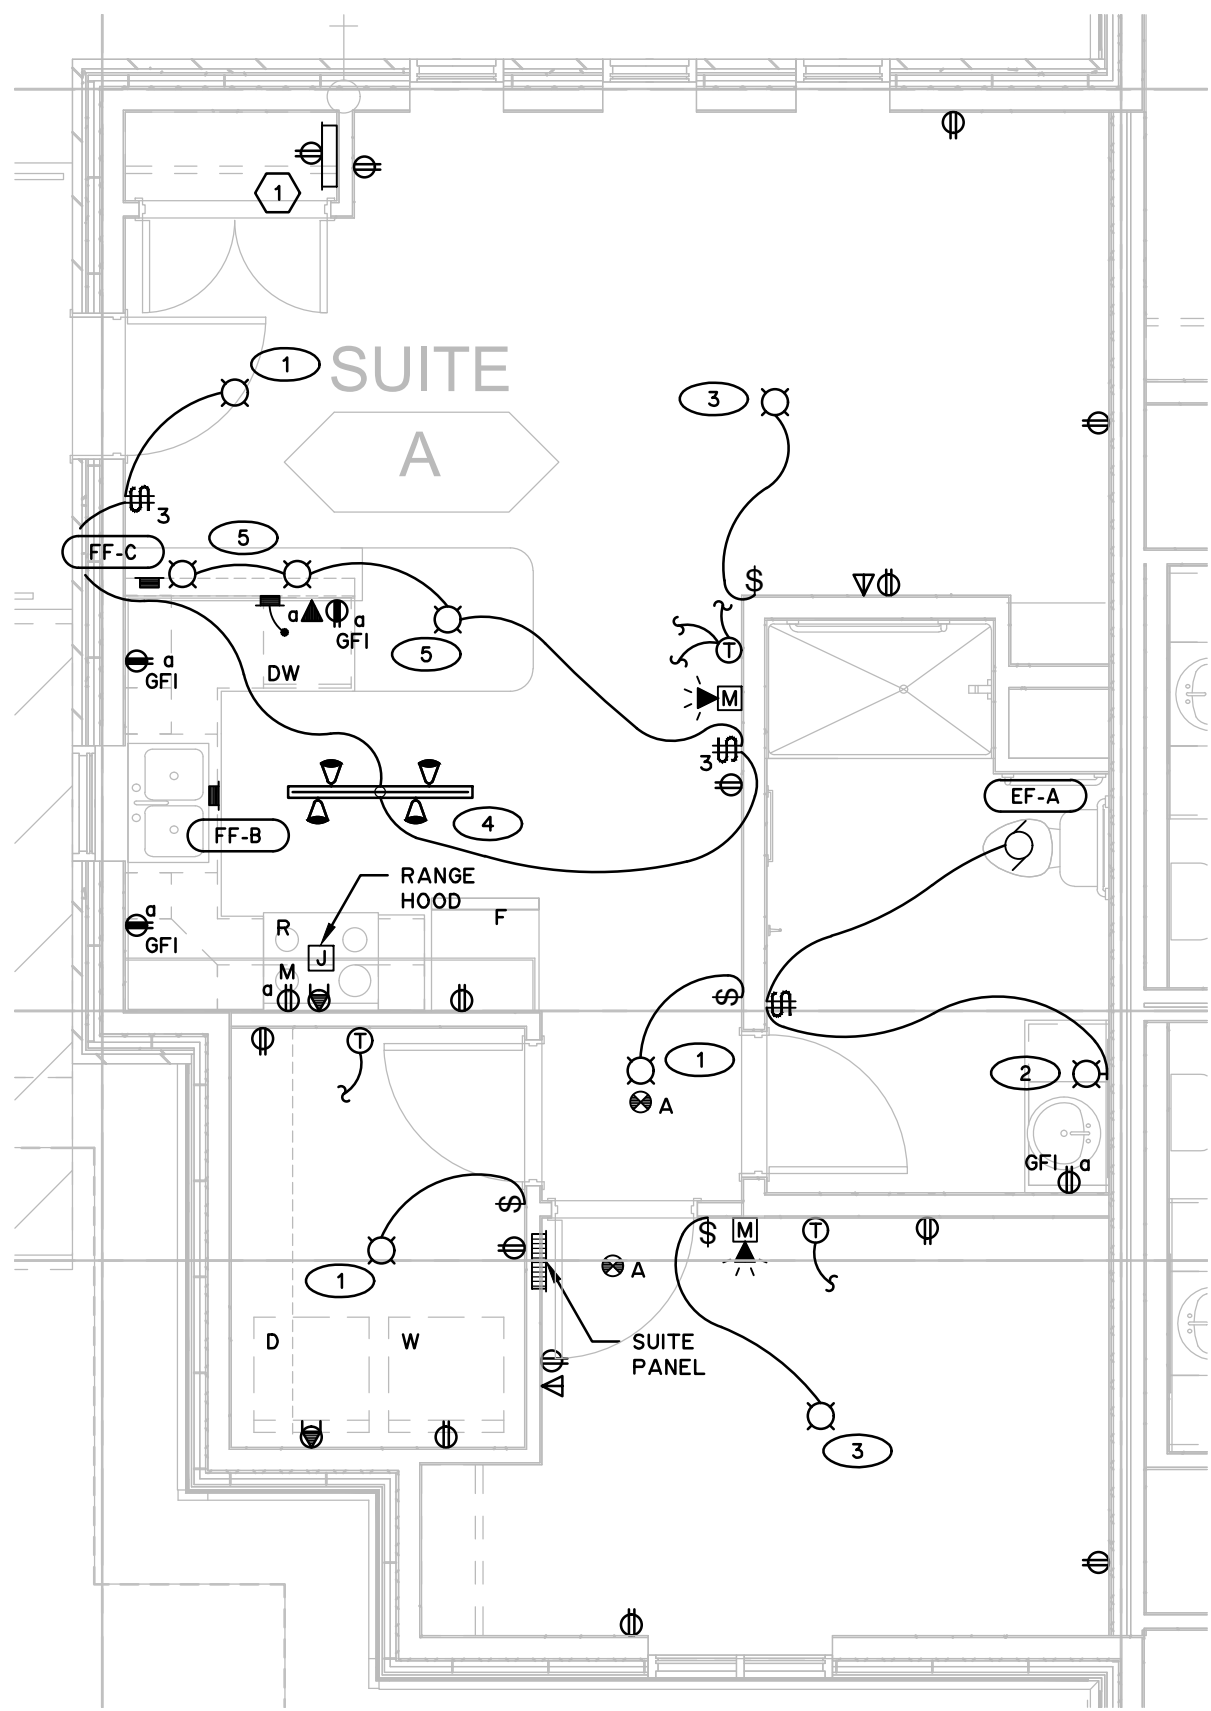 1
1
SUITE
A
3
3
$
5
FF-C
$
a
a
GFI
a
GFI
DW
5
T
M
$
3
EF-A
4
FF-B
RANGE
HOOD
F
R
J
M
a
a
GFI
$
$
T
1
2
A
GFI a
$
$
M
T
1
A
SUITE
PANEL
D
W
3